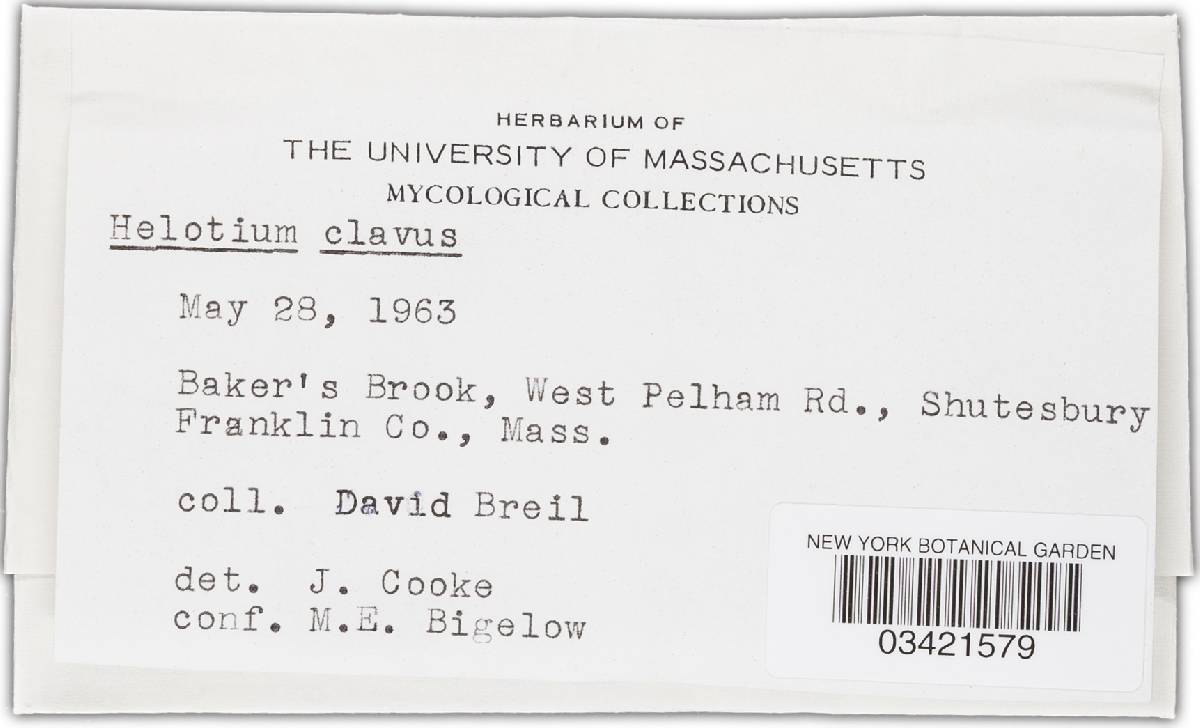 HERBARIUM OF
THE UNIVERSITY OF MASSACHUSETTS
MYCOLOGICAL COLLECTIONS
Helotium clavus
May 28, 1963
Baker's Brook, West Pelham Rd., Shutesbury
Franklin Co., Mass.
coll. David Breil
det. J. Cooke
conf. M.E. Bigelow
NEW YORK BOTANICAL GARDEN
03421579